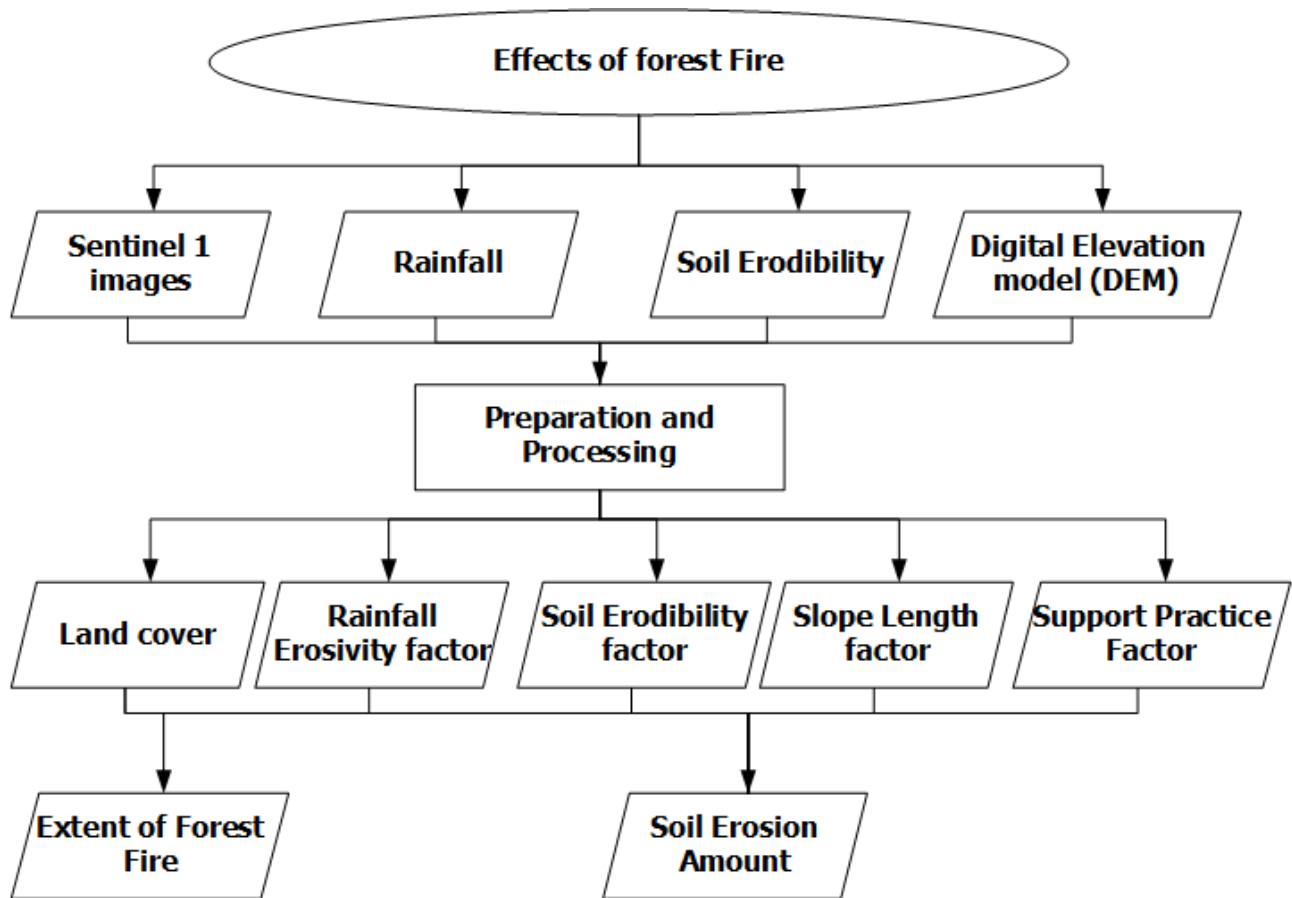 Effects of forest Fire
Sentinel 1
images
Rainfall
Soil Erodibility
Digital Elevation
model (DEM)
Preparation and
Processing
Land cover
Rainfall
Erosivity factor
Soil Erodibility
factor
Slope Length
factor
Support Practice
Factor
Extent of Forest
Fire
Soil Erosion
Amount